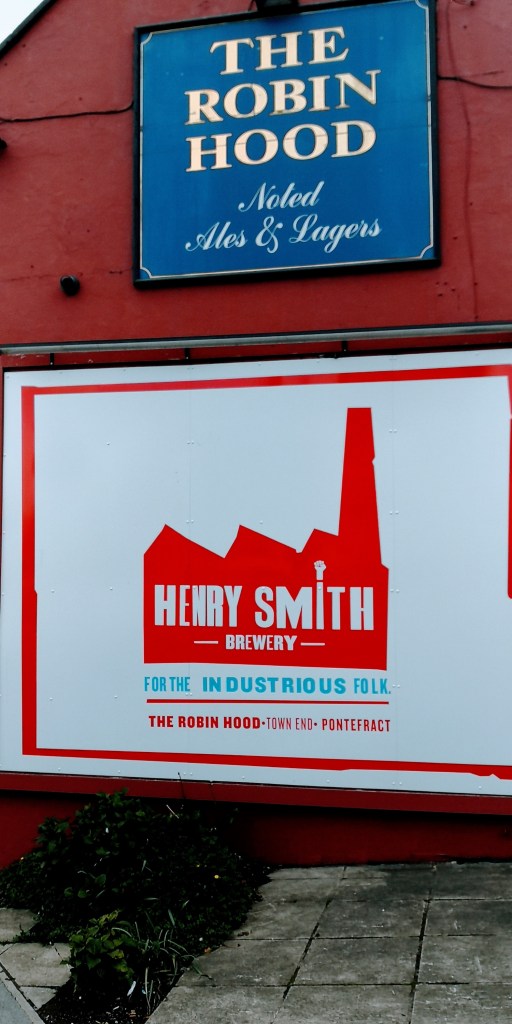 THE
ROBIN
HOOD
Noted
Ales & Lagers
HENRY SMiTH
— BREWERY —
FOR THE INDUSTRIOUS FOLK.
THE ROBIN HOOD • TOWN END • PONTEFRACT